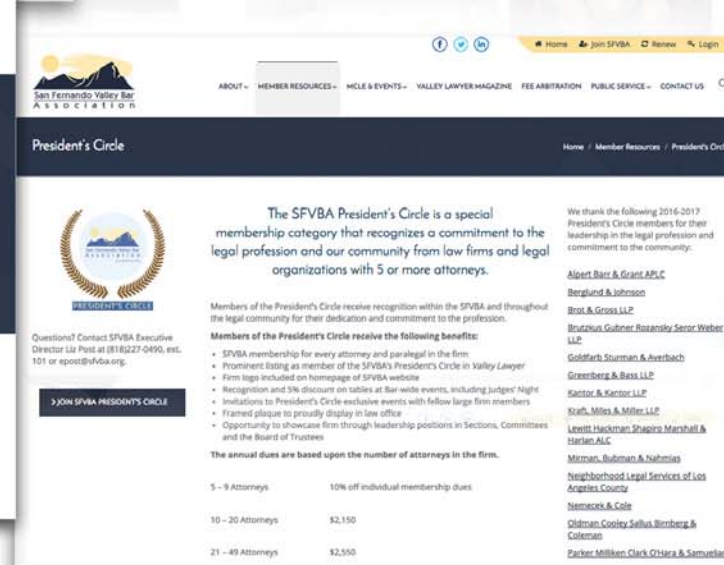 Home Join SFVBA Renew Login
San Fernando Valley Bar
Association
ABOUT MEMBER RESOURCES MCLE & EVENTS VALLEY LAWYER MAGAZINE FEE ARBITRATION PUBLIC SERVICE CONTACT US
President's Circle
Home / Member Resources / President's Circ
San Fernando Valley Bar
Association
PRESIDENT'S CIRCLE
Questions? Contact SFVBA Executive
Director Liz Post at (818)227-0490, ext.
101 or epost@sfvba.org.
> JOIN SFVBA PRESIDENT'S CIRCLE
The SFVBA President's Circle is a special
membership category that recognizes a commitment to the
legal profession and our community from law firms and legal
organizations with 5 or more attorneys.
Members of the President's Circle receive recognition within the SFVBA and throughout
the legal community for their dedication and commitment to the profession.
Members of the President's Circle receive the following benefits:
• SFVBA membership for every attorney and paralegal in the firm
• Prominent listing as member of the SFVBA's President's Circle in Valley Lawyer
• Firm logo included on homepage of SFVBA website
• Recognition and 5% discount on tables at Bar-wide events, including Judges' Night
• Invitations to President's Circle exclusive events with fellow large firm members
• Framed plaque to proudly display in law office
• Opportunity to showcase firm through leadership positions in Sections, Committees
and the Board of Trustees
The annual dues are based upon the number of attorneys in the firm.
5 – 9 Attorneys 10% off individual membership dues
10 – 20 Attorneys $2,150
21 – 49 Attorneys $2,550
We thank the following 2016-2017
President's Circle members for their
leadership in the legal profession and
commitment to the community:
Alpert Barr & Grant APLC
Berglund & Johnson
Brot & Gross LLP
Brutzkus Gubner Rozansky Seror Weber
LLP
Goldfarb Sturman & Averbach
Greenberg & Bass LLP
Kantor & Kantor LLP
Kraft, Miles & Miller LLP
Lewitt Hackman Shapiro Marshall &
Harlan ALC
Mirman, Bubman & Nahmias
Neighborhood Legal Services of Los
Angeles County
Nemecek & Cole
Oldman Cooley Sallus Birnberg &
Coleman
Parker Milliken Clark O'Hara & Samuelian